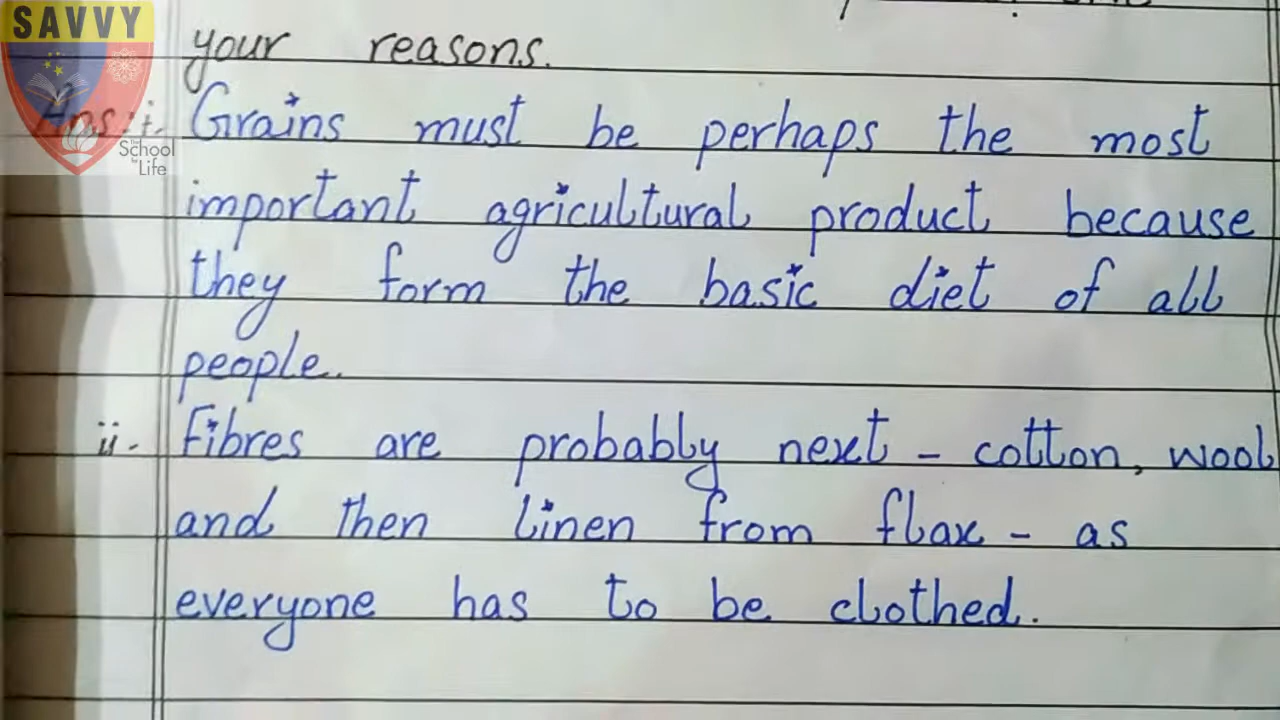 SAVVY
The School for Life
your reasons.
Ans: i. Grains must be perhaps the most
important agricultural product because
they form the basic diet of all
people.
ii. Fibres are probably next - cotton, wool
and then linen from flax - as
everyone has to be clothed.